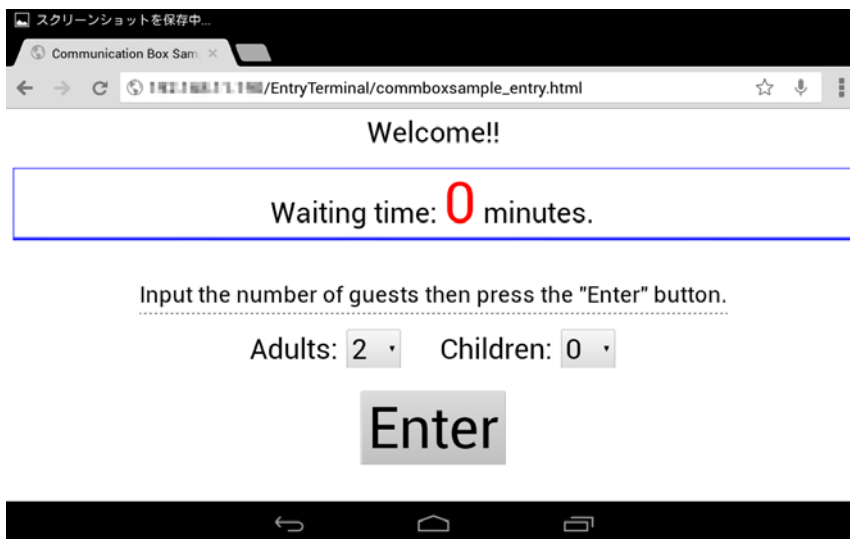 スクリーンショットを保存中...
Communication Box Sam
/EntryTerminal/commboxsample_entry.html
Welcome!!
Waiting time: 0 minutes.
Input the number of guests then press the "Enter" button.
Adults: 2 Children: 0
Enter